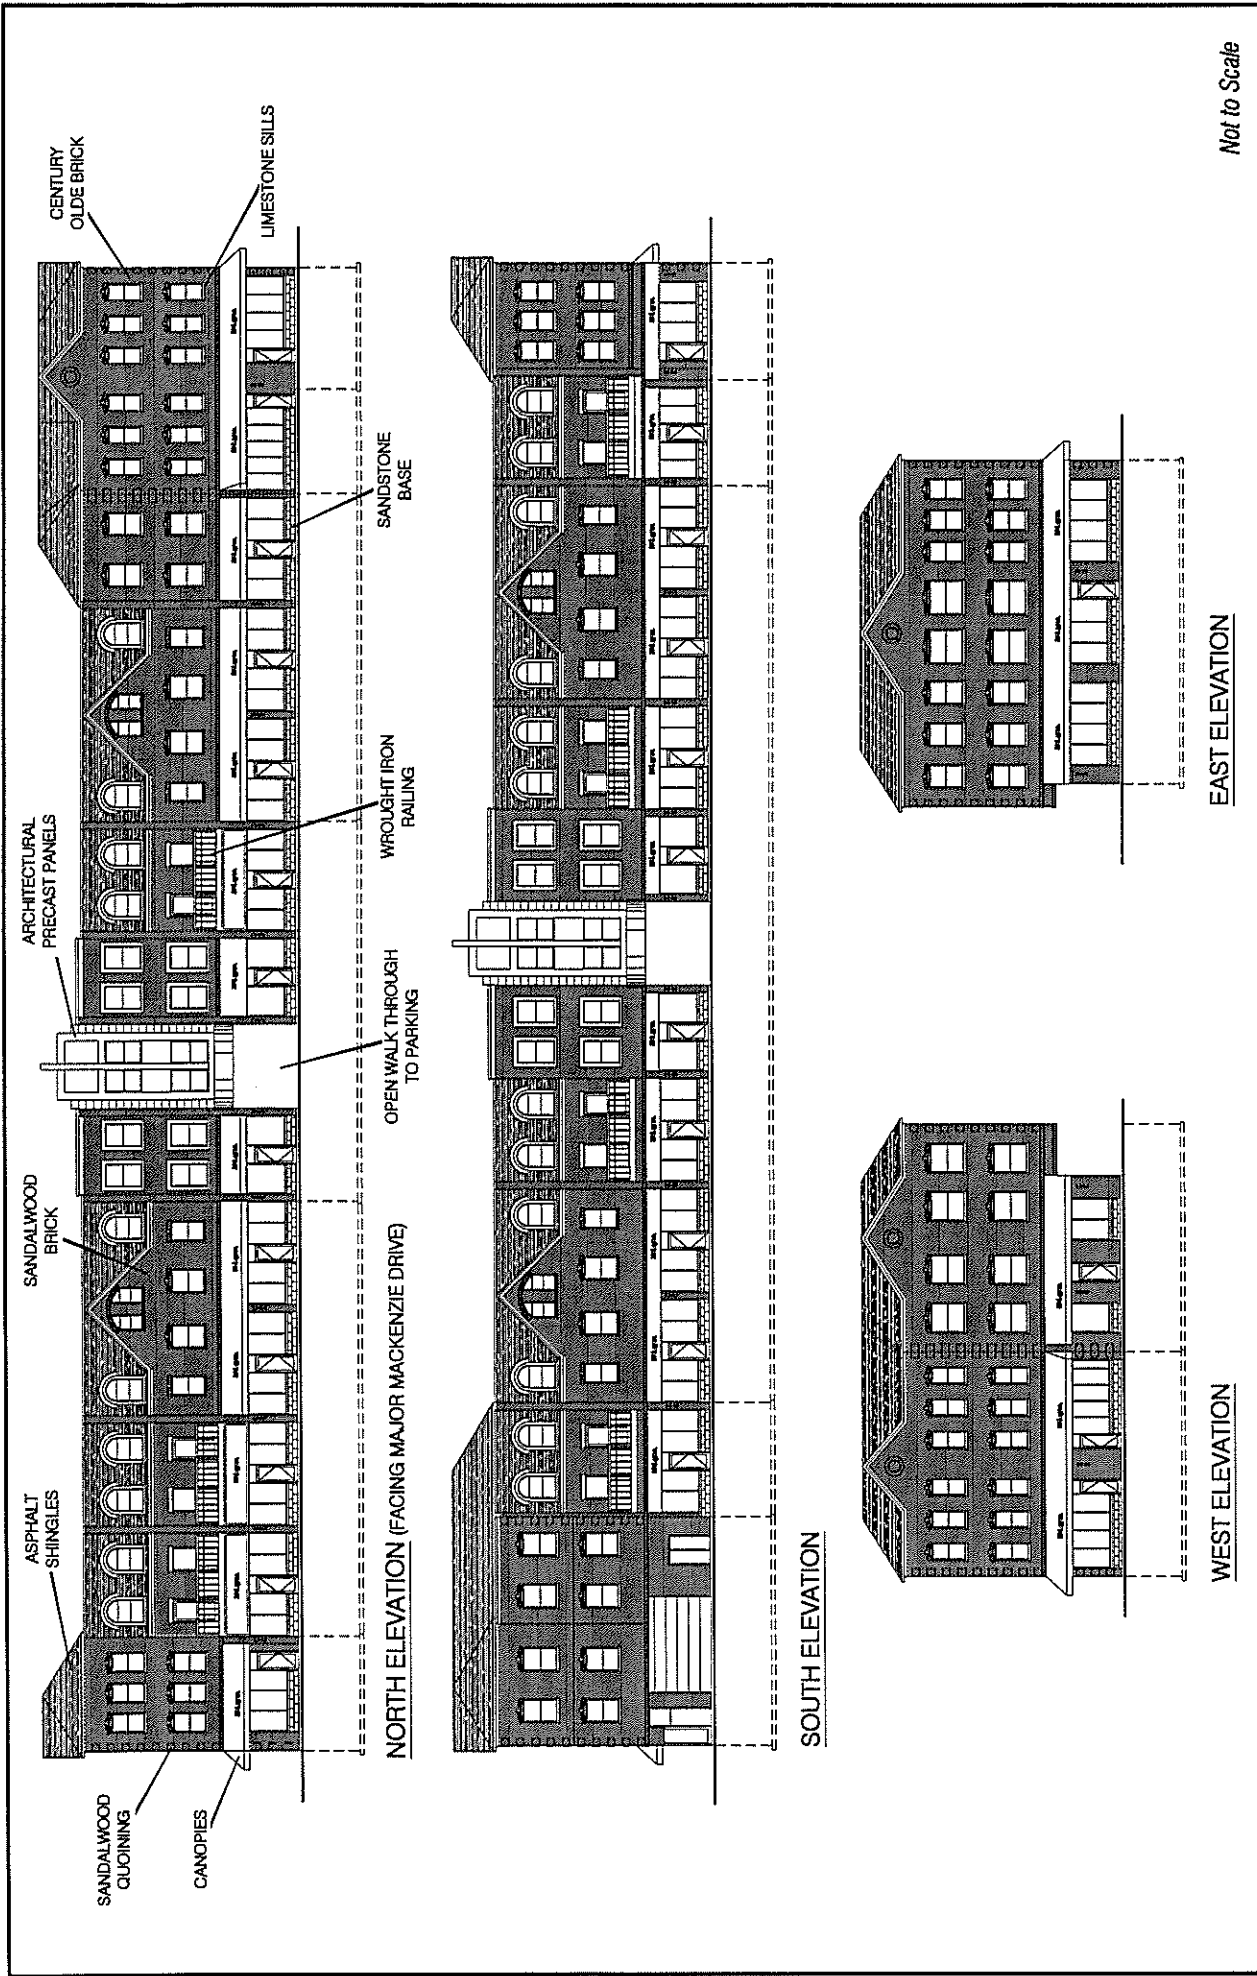 SANDALWOOD
QUOINING
CANOPIES
ASPHALT
SHINGLES
SANDALWOOD
BRICK
ARCHITECTURAL
PRECAST PANELS
CENTURY
OLDE BRICK
LIMESTONE SILLS
SANDSTONE
BASE
WROUGHT IRON
RAILING
OPEN WALK THROUGH
TO PARKING
NORTH ELEVATION (FACING MAJOR MACKENZIE DRIVE)
SOUTH ELEVATION
WEST ELEVATION
EAST ELEVATION
Not to Scale